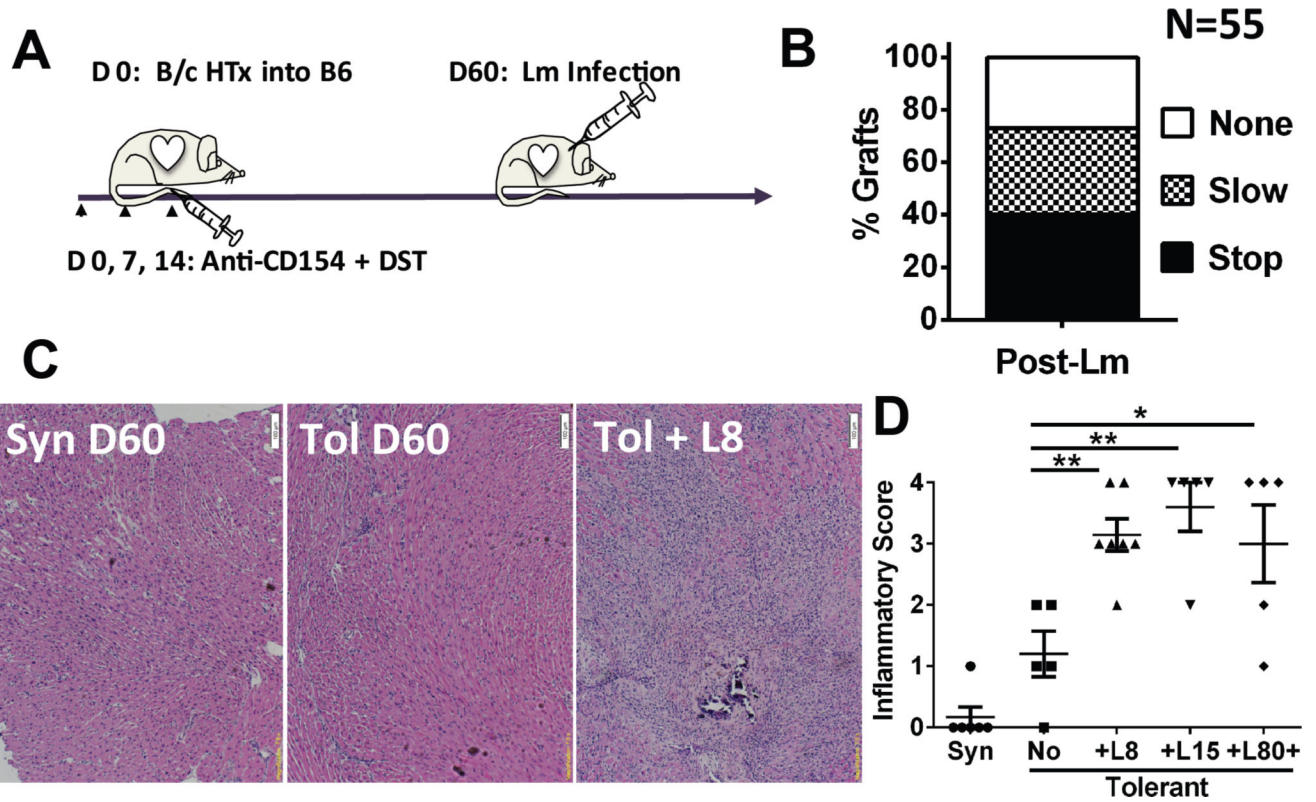 A
D 0: B/c HTx into B6
D60: Lm Infection
D 0, 7, 14: Anti-CD154 + DST
B
N=55
% Grafts
100
80
60
40
20
0
None
Slow
Stop
Post-Lm
C
Syn D60
Tol D60
Tol + L8
D
*
**
**
Inflammatory Score
4
3
2
1
0
Syn
No
+L8
+L15
+L80+
Tolerant